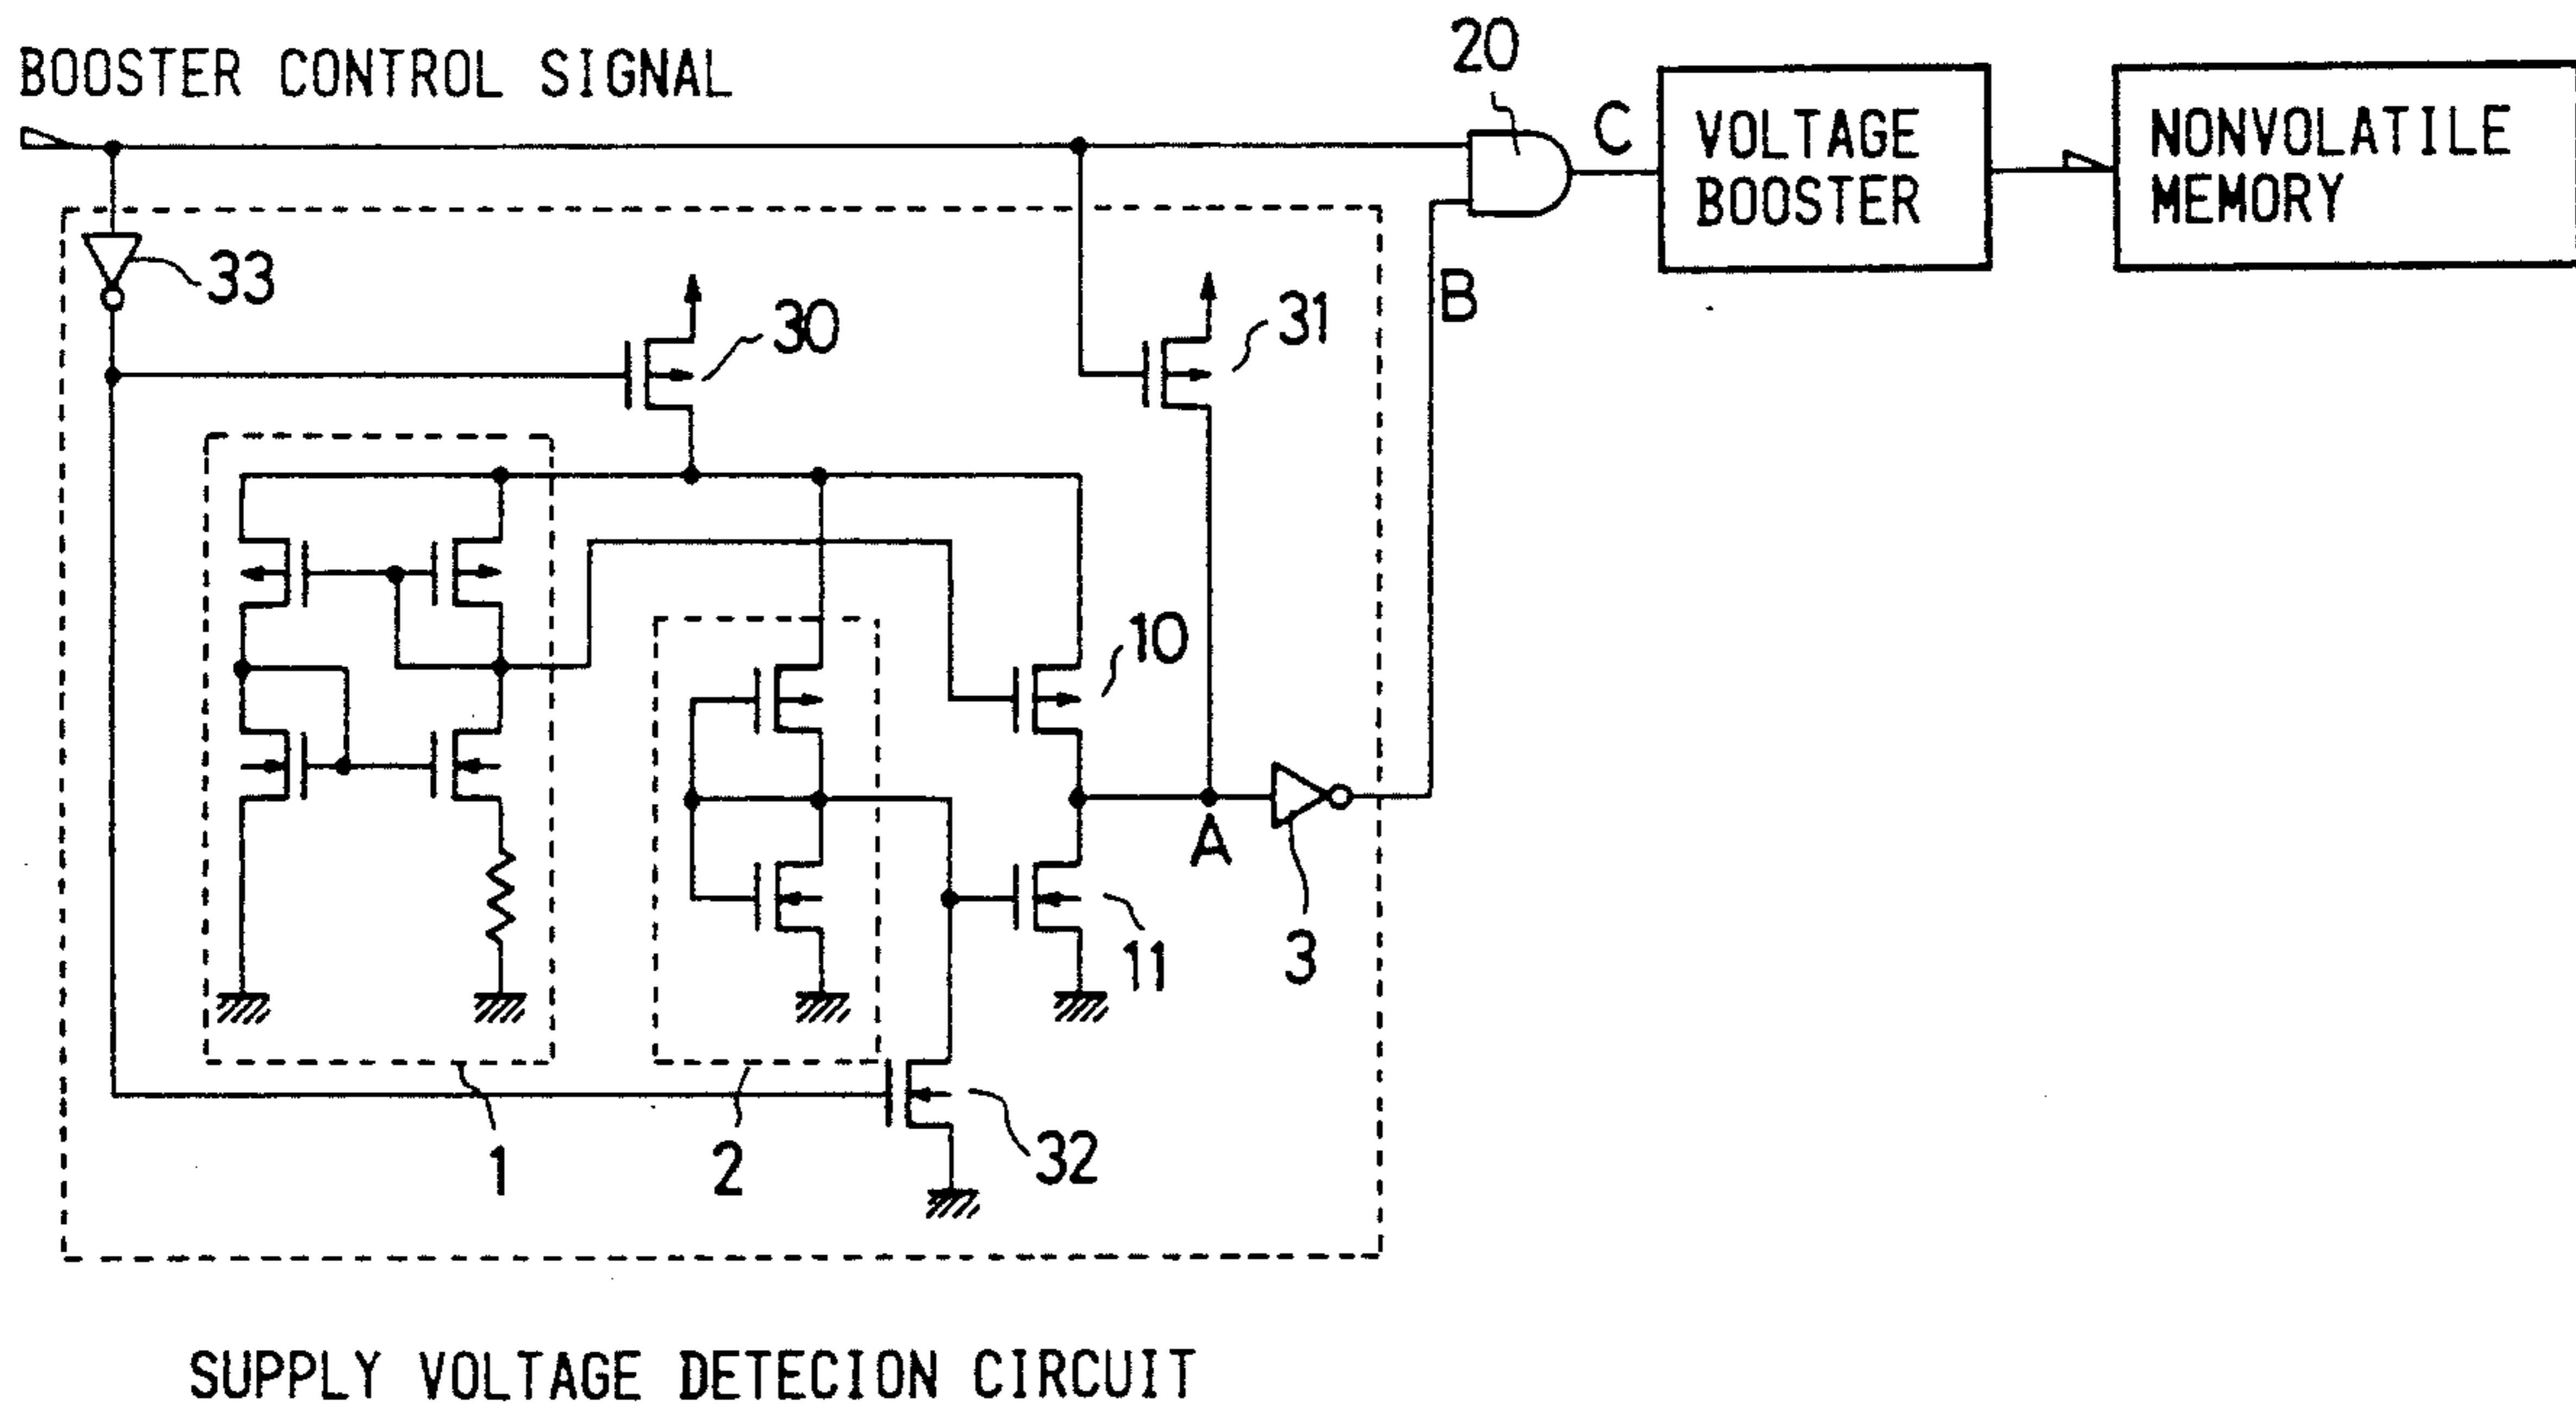 BOOSTER CONTROL SIGNAL
20
C
VOLTAGE
BOOSTER
NONVOLATILE
MEMORY
33
30
31
B
10
A
11
3
1
2
32
SUPPLY VOLTAGE DETECION CIRCUIT